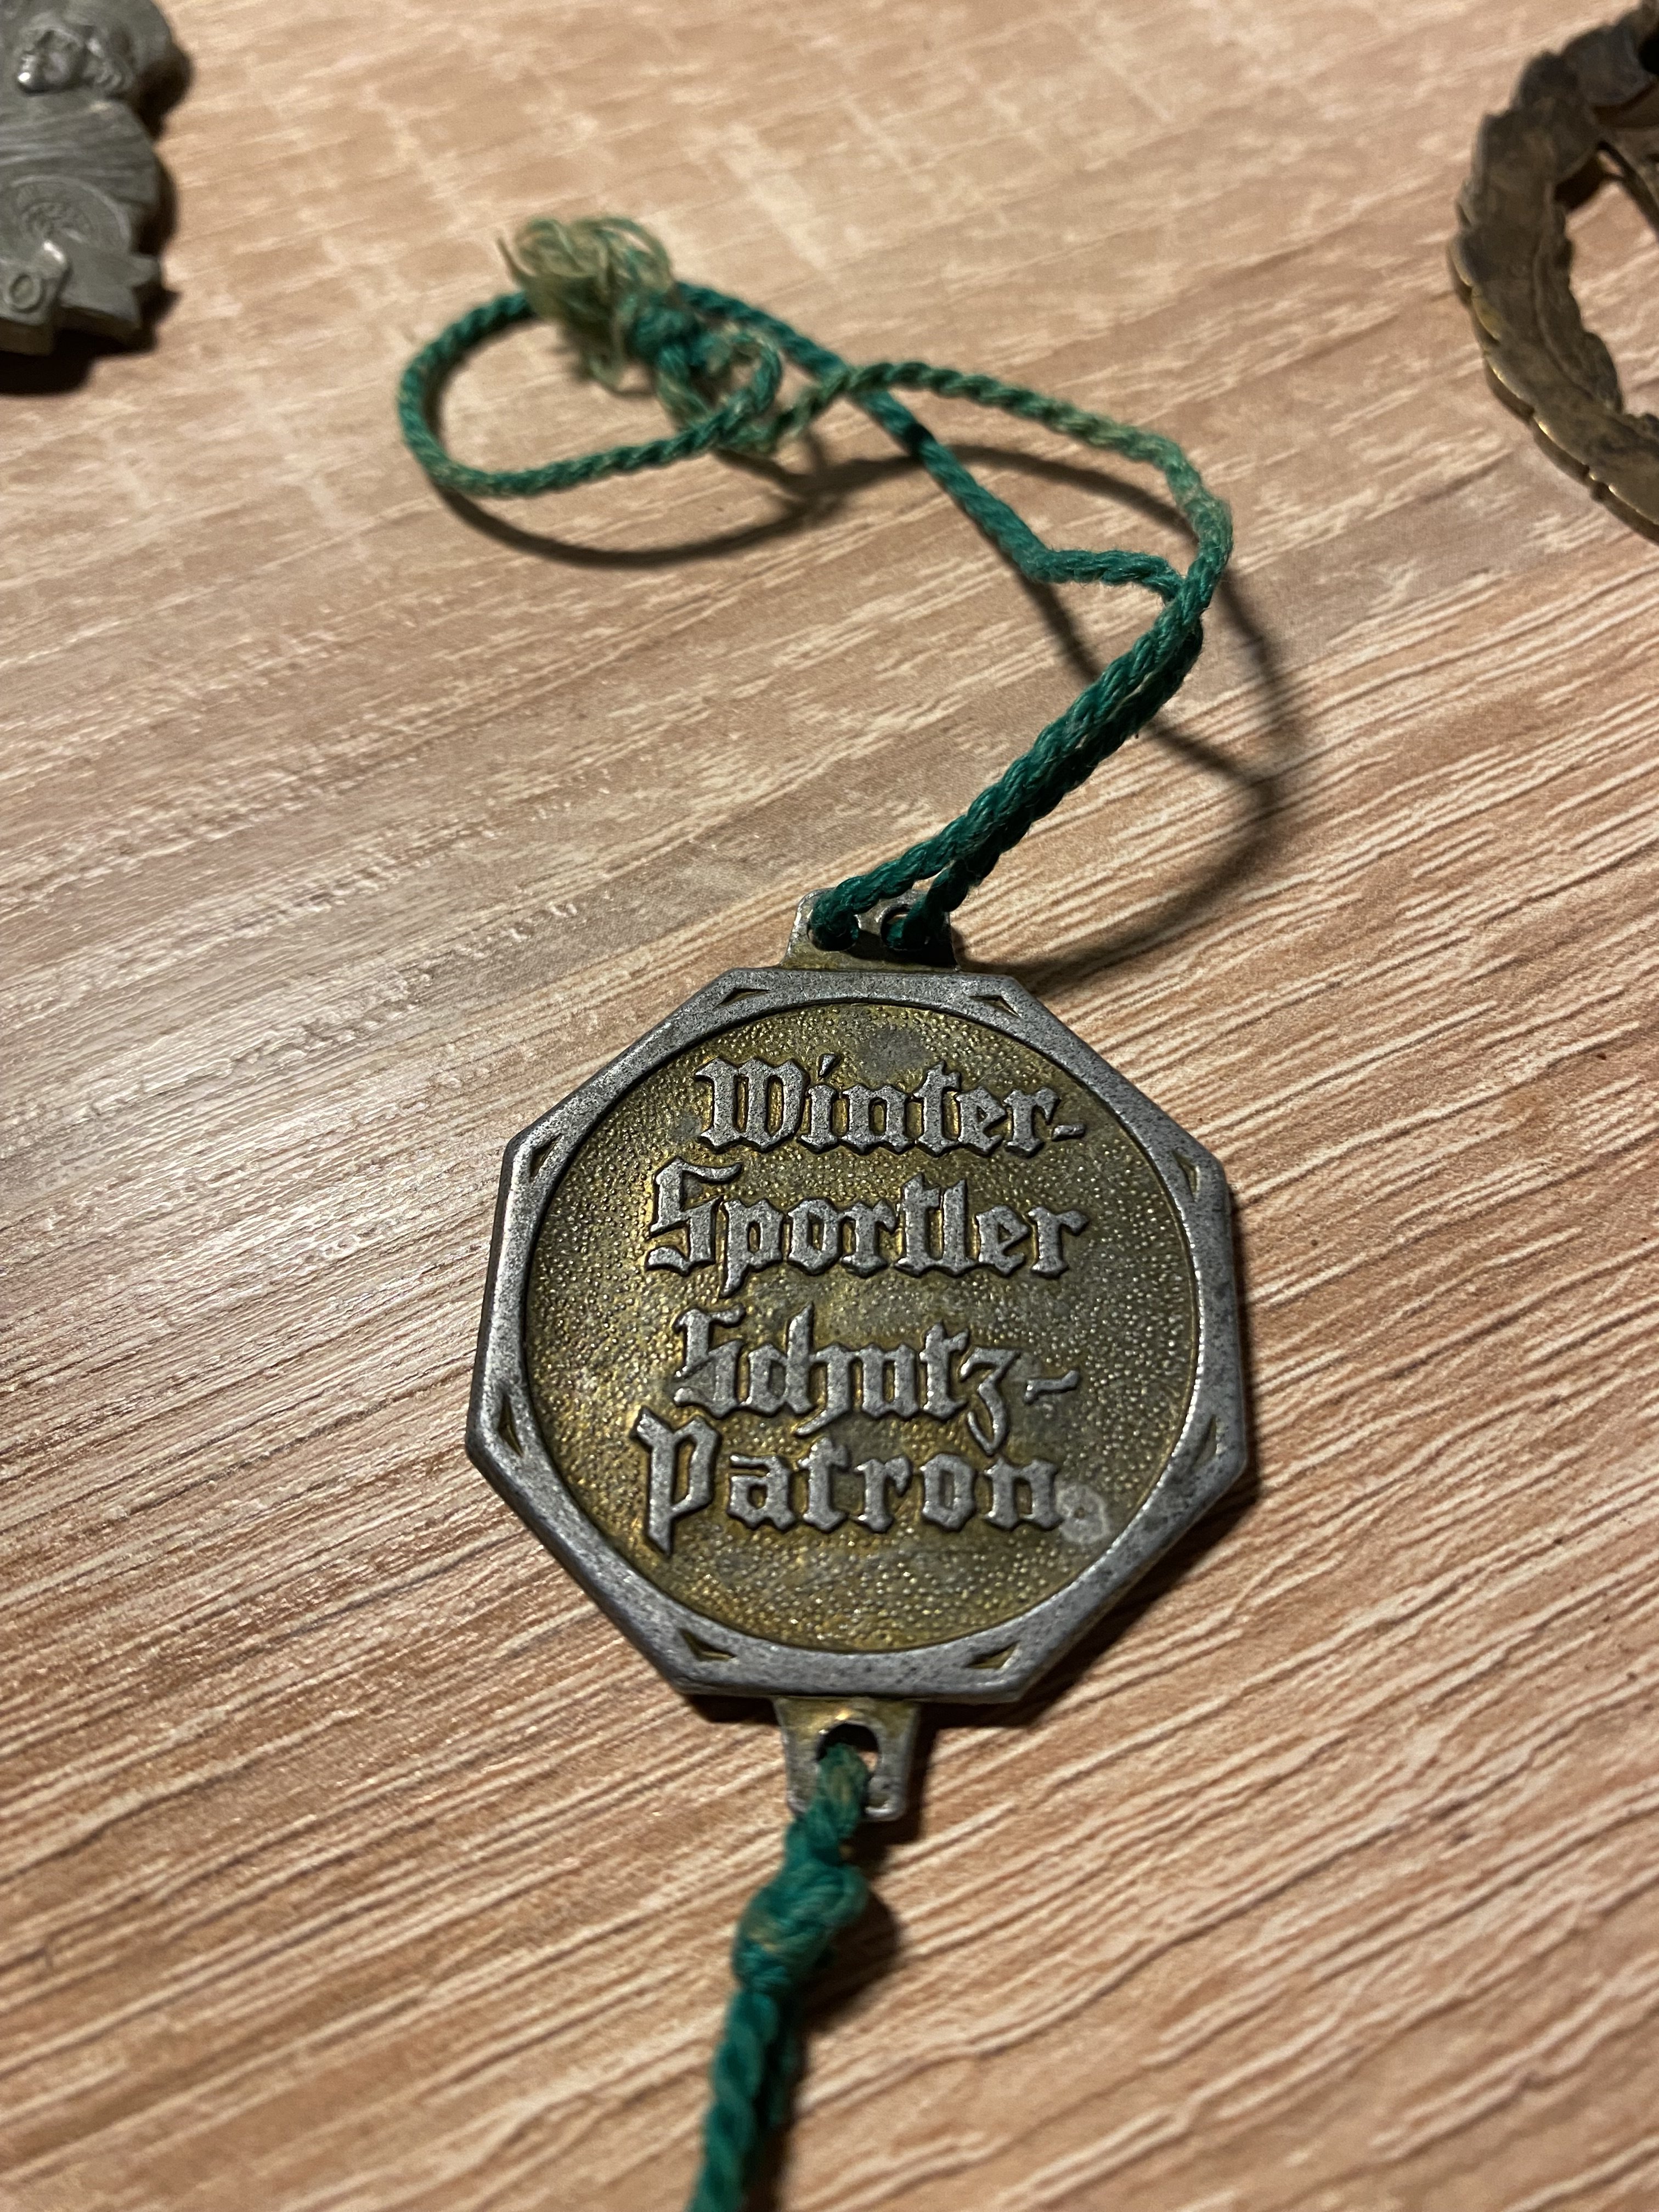 Winter-
Sportler
Schutz-
Patron